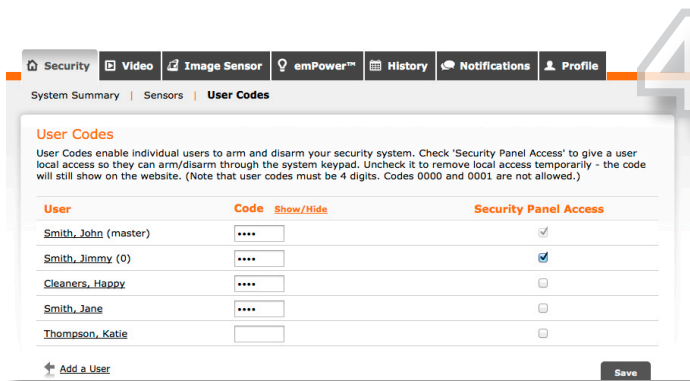 4
Security Video Image Sensor emPower™ History Notifications Profile
System Summary | Sensors | User Codes
User Codes
User Codes enable individual users to arm and disarm your security system. Check 'Security Panel Access' to give a user
local access so they can arm/disarm through the system keypad. Uncheck it to remove local access temporarily - the code
will still show on the website. (Note that user codes must be 4 digits. Codes 0000 and 0001 are not allowed.)
User Code Show/Hide Security Panel Access
Smith, John (master) ••••
Smith, Jimmy (0) ••••
Cleaners, Happy ••••
Smith, Jane ••••
Thompson, Katie
Add a User Save